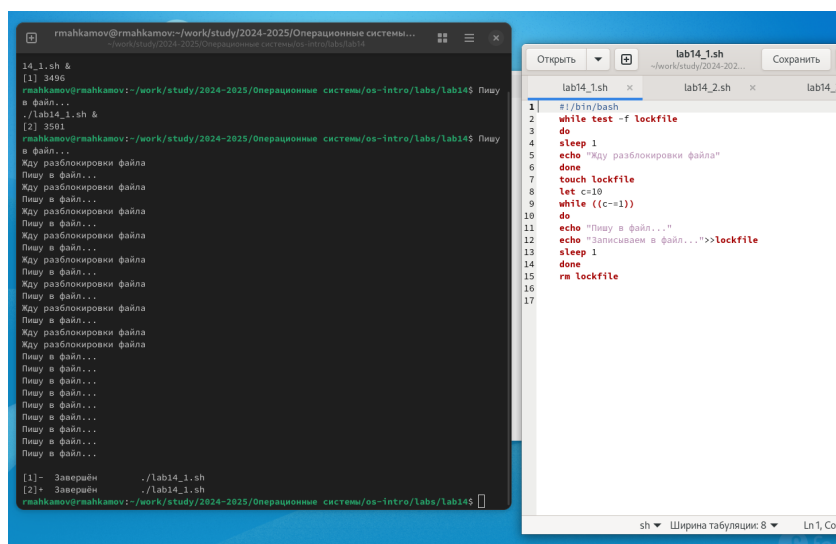 rmahkamov@rmahkamov:~/work/study/2024-2025/Операционные системы...
~/work/study/2024-2025/Операционные системы/os-intro/labs/lab14
14_1.sh &
[1] 3496
rmahkamov@rmahkamov:~/work/study/2024-2025/Операционные системы/os-intro/labs/lab14$ Пишу
в файл...
./lab14_1.sh &
[2] 3501
rmahkamov@rmahkamov:~/work/study/2024-2025/Операционные системы/os-intro/labs/lab14$ Пишу
в файл...
Жду разблокировки файла
Пишу в файл...
Жду разблокировки файла
Пишу в файл...
Жду разблокировки файла
Пишу в файл...
Жду разблокировки файла
Пишу в файл...
Жду разблокировки файла
Пишу в файл...
Жду разблокировки файла
Пишу в файл...
Жду разблокировки файла
Пишу в файл...
Жду разблокировки файла
Жду разблокировки файла
Пишу в файл...
Пишу в файл...
Пишу в файл...
Пишу в файл...
Пишу в файл...
Пишу в файл...
Пишу в файл...
Пишу в файл...
Пишу в файл...
[1]- Завершён ./lab14_1.sh
[2]+ Завершён ./lab14_1.sh
rmahkamov@rmahkamov:~/work/study/2024-2025/Операционные системы/os-intro/labs/lab14$
Открыть
lab14_1.sh
~/work/study/2024-202...
Сохранить
lab14_1.sh × lab14_2.sh × lab14_
1 #!/bin/bash
2 while test -f lockfile
3 do
4 sleep 1
5 echo "Жду разблокировки файла"
6 done
7 touch lockfile
8 let c=10
9 while ((c-=1))
10 do
11 echo "Пишу в файл..."
12 echo "Записываем в файл...">>lockfile
13 sleep 1
14 done
15 rm lockfile
16
17
sh Ширина табуляции: 8 Ln 1, Co